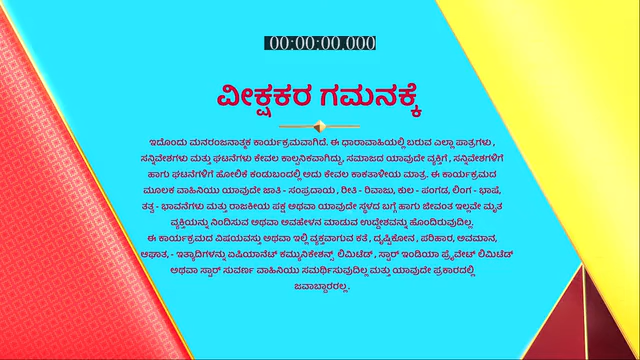 00:00:00.000
ವೀಕ್ಷಕರ ಗಮನಕ್ಕೆ
ಇದೊಂದು ಮನರಂಜನಾತ್ಮಕ ಕಾರ್ಯಕ್ರಮವಾಗಿದೆ. ಈ ಧಾರಾವಾಹಿಯಲ್ಲಿ ಬರುವ ಎಲ್ಲಾ ಪಾತ್ರಗಳು ,
ಸನ್ನಿವೇಶಗಳು ಮತ್ತು ಘಟನೆಗಳು ಕೇವಲ ಕಾಲ್ಪನಿಕವಾಗಿದ್ದು, ಸಮಾಜದ ಯಾವುದೇ ವ್ಯಕ್ತಿಗೆ , ಸನ್ನಿವೇಶಗಳಿಗೆ
ಹಾಗು ಘಟನೆಗಳಿಗೆ ಹೋಲಿಕೆ ಕಂಡುಬಂದಲ್ಲಿ ಅದು ಕೇವಲ ಕಾಕತಾಳೀಯ ಮಾತ್ರ. ಈ ಕಾರ್ಯಕ್ರಮದ
ಮೂಲಕ ವಾಹಿನಿಯು ಯಾವುದೇ ಜಾತಿ - ಸಂಪ್ರದಾಯ , ರೀತಿ - ರಿವಾಜು, ಕುಲ - ಪಂಗಡ, ಲಿಂಗ - ಭಾಷೆ,
ತತ್ವ - ಭಾವನೆಗಳು ಮತ್ತು ರಾಜಕೀಯ ಪಕ್ಷ ಅಥವಾ ಯಾವುದೇ ಸ್ಥಳದ ಬಗ್ಗೆ ಹಾಗು ಜೀವಂತ ಇಲ್ಲವೇ ಮೃತ
ವ್ಯಕ್ತಿಯನ್ನು ನಿಂದಿಸುವ ಅಥವಾ ಅವಹೇಳನ ಮಾಡುವ ಉದ್ದೇಶವನ್ನು ಹೊಂದಿರುವುದಿಲ್ಲ.
ಈ ಕಾರ್ಯಕ್ರಮದ ವಿಷಯವಸ್ತು ಅಥವಾ ಇಲ್ಲಿ ವ್ಯಕ್ತವಾಗುವ ಕತೆ , ದೃಷ್ಟಿಕೋನ , ಪರಿಹಾರ, ಅವಮಾನ,
ಆಘಾತ, - ಇತ್ಯಾದಿಗಳನ್ನು ಏಷಿಯಾನೆಟ್ ಕಮ್ಯುನಿಕೇಶನ್ಸ್ ಲಿಮಿಟೆಡ್ , ಸ್ಟಾರ್ ಇಂಡಿಯಾ ಪ್ರೈವೇಟ್ ಲಿಮಿಟೆಡ್
ಅಥವಾ ಸ್ಟಾರ್ ಸುವರ್ಣ ವಾಹಿನಿಯು ಸಮರ್ಥಿಸುವುದಿಲ್ಲ ಮತ್ತು ಯಾವುದೇ ಪ್ರಕಾರದಲ್ಲಿ
ಜವಾಬ್ದಾರರಲ್ಲ.